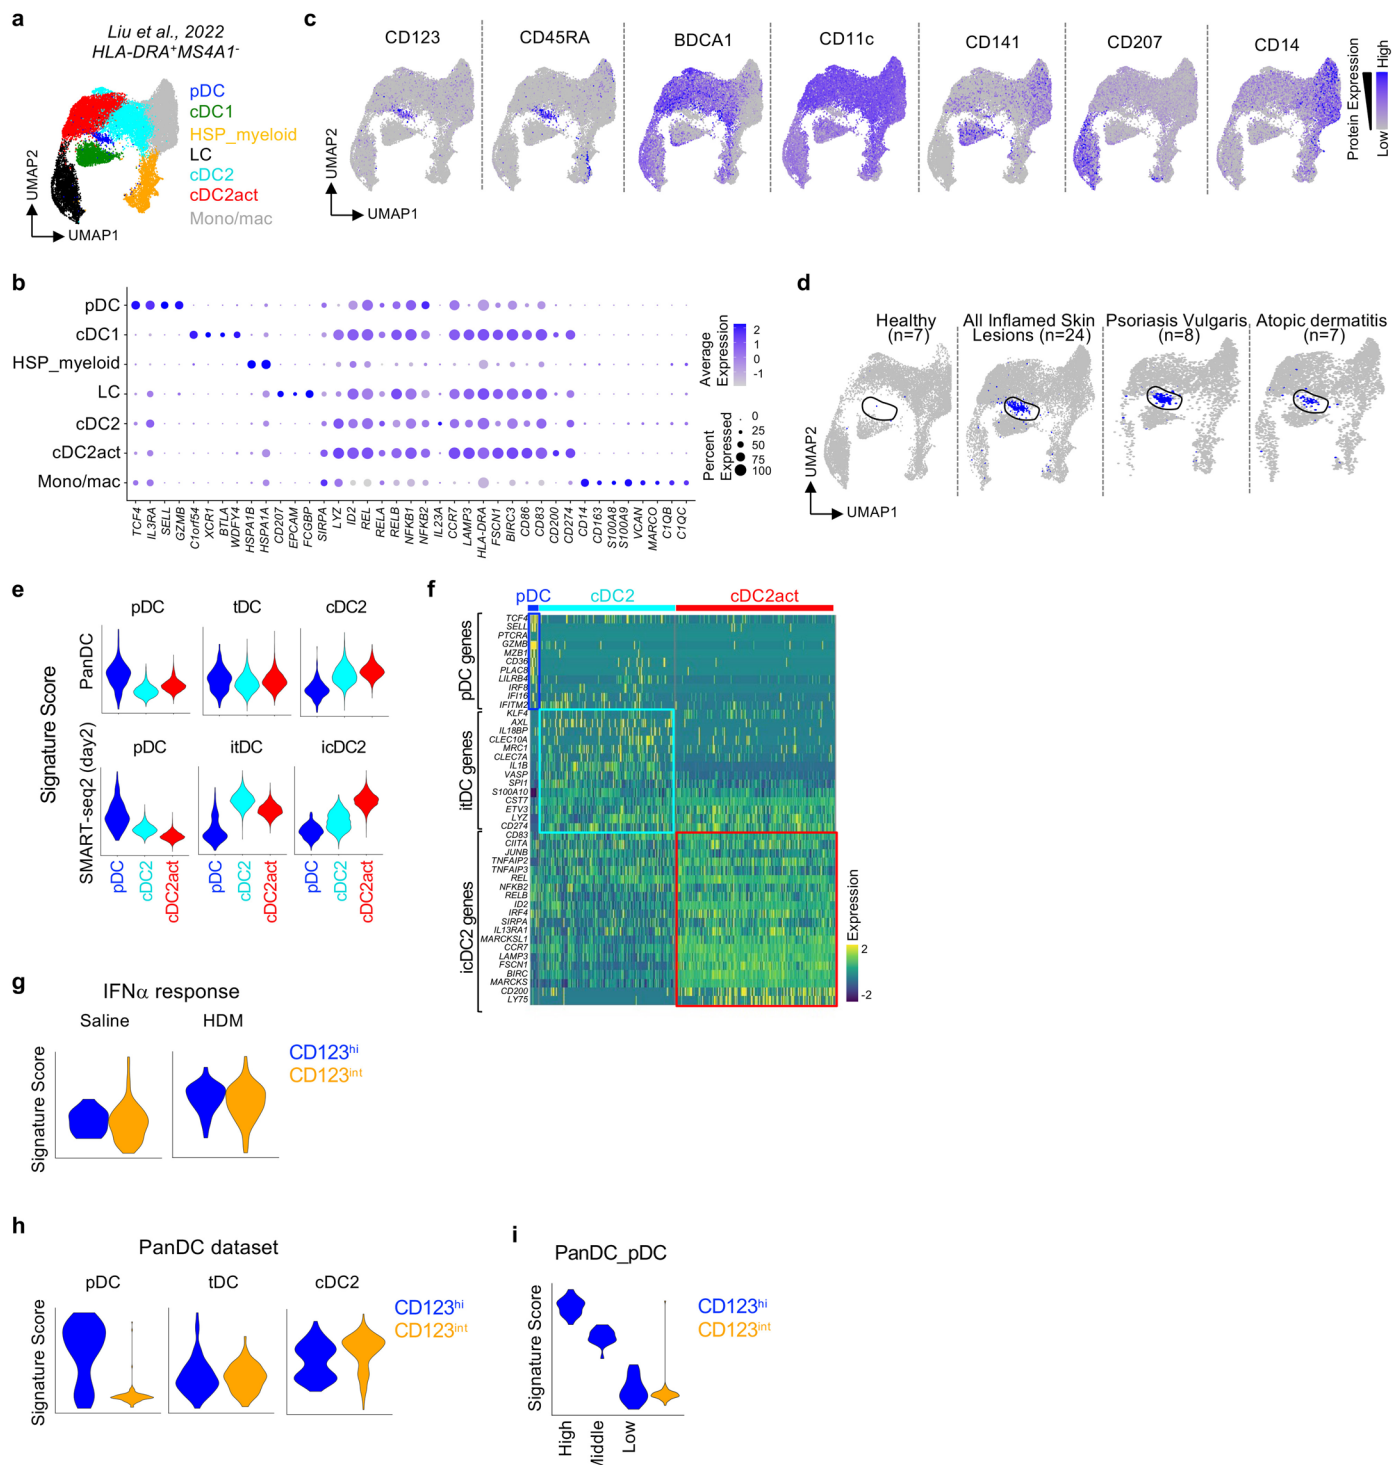 a
Liu et al., 2022
HLA-DRA+MS4A1-
pDC
cDC1
HSP_myeloid
LC
cDC2
cDC2act
Mono/mac
UMAP2
UMAP1
c
CD123
CD45RA
BDCA1
CD11c
CD141
CD207
CD14
UMAP2
UMAP1
Protein Expression
Low
High
b
pDC
cDC1
HSP_myeloid
LC
cDC2
cDC2act
Mono/mac
TCF4
IL3RA
SELL
GZMB
C1orf54
XCR1
BTLA
WDFY4
HSPA1B
HSPA1A
CD207
EPCAM
FCGBP
SIRPA
LYZ
ID2
REL
RELA
RELB
NFKB1
NFKB2
IL23A
CCR7
LAMP3
HLA-DRA
FSCN1
BIRC3
CD86
CD83
CD200
CD274
CD14
CD163
S100A8
S100A9
VCAN
MARCO
C1QB
C1QC
Average
Expression
2
1
0
-1
Percent
Expressed
0
25
50
75
100
d
Healthy
(n=7)
All Inflamed Skin
Lesions (n=24)
Psoriasis Vulgaris
(n=8)
Atopic dermatitis
(n=7)
UMAP2
UMAP1
e
Signature Score
PanDC
pDC
tDC
cDC2
SMART-seq2 (day2)
pDC
itDC
icDC2
pDC
cDC2
cDC2act
pDC
cDC2
cDC2act
pDC
cDC2
cDC2act
f
pDC
cDC2
cDC2act
pDC genes
TCF4
SELL
PTCRA
GZMB
MZB1
CD36
PLAC8
LILRB4
IRF8
IFI16
IFITM2
itDC genes
KLF4
AXL
IL18BP
CLEC10A
MRC1
CLEC7A
IL1B
VASP
SPI1
S100A10
CST7
ETV3
LYZ
CD274
icDC2 genes
CD83
CIITA
JUNB
TNFAIP2
TNFAIP3
REL
NFKB2
RELB
ID2
IRF4
SIRPA
IL13RA1
MARCKSL1
CCR7
LAMP3
FSCN1
BIRC
MARCKS
CD200
LY75
Expression
2
-2
g
IFNα response
Saline
HDM
Signature Score
CD123hi
CD123int
h
PanDC dataset
pDC
tDC
cDC2
Signature Score
CD123hi
CD123int
i
PanDC_pDC
Signature Score
High
Middle
Low
CD123hi
CD123int